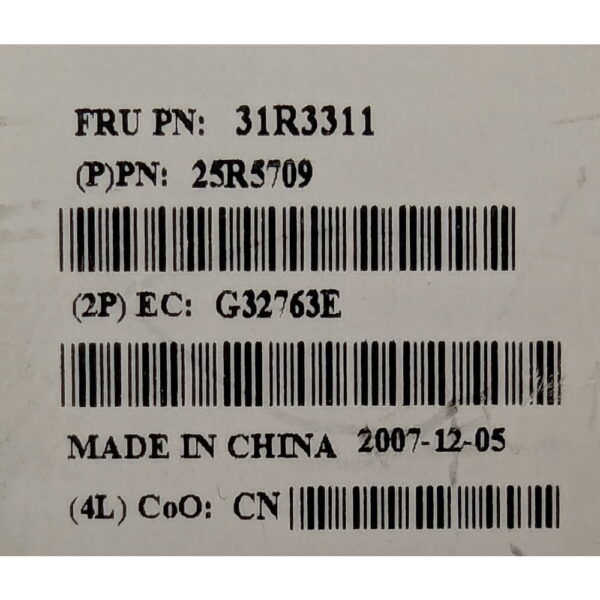 FRU PN: 31R3311
(P)PN: 25R5709
(2P) EC: G32763E
MADE IN CHINA 2007-12-05
(4L) CoO: CN